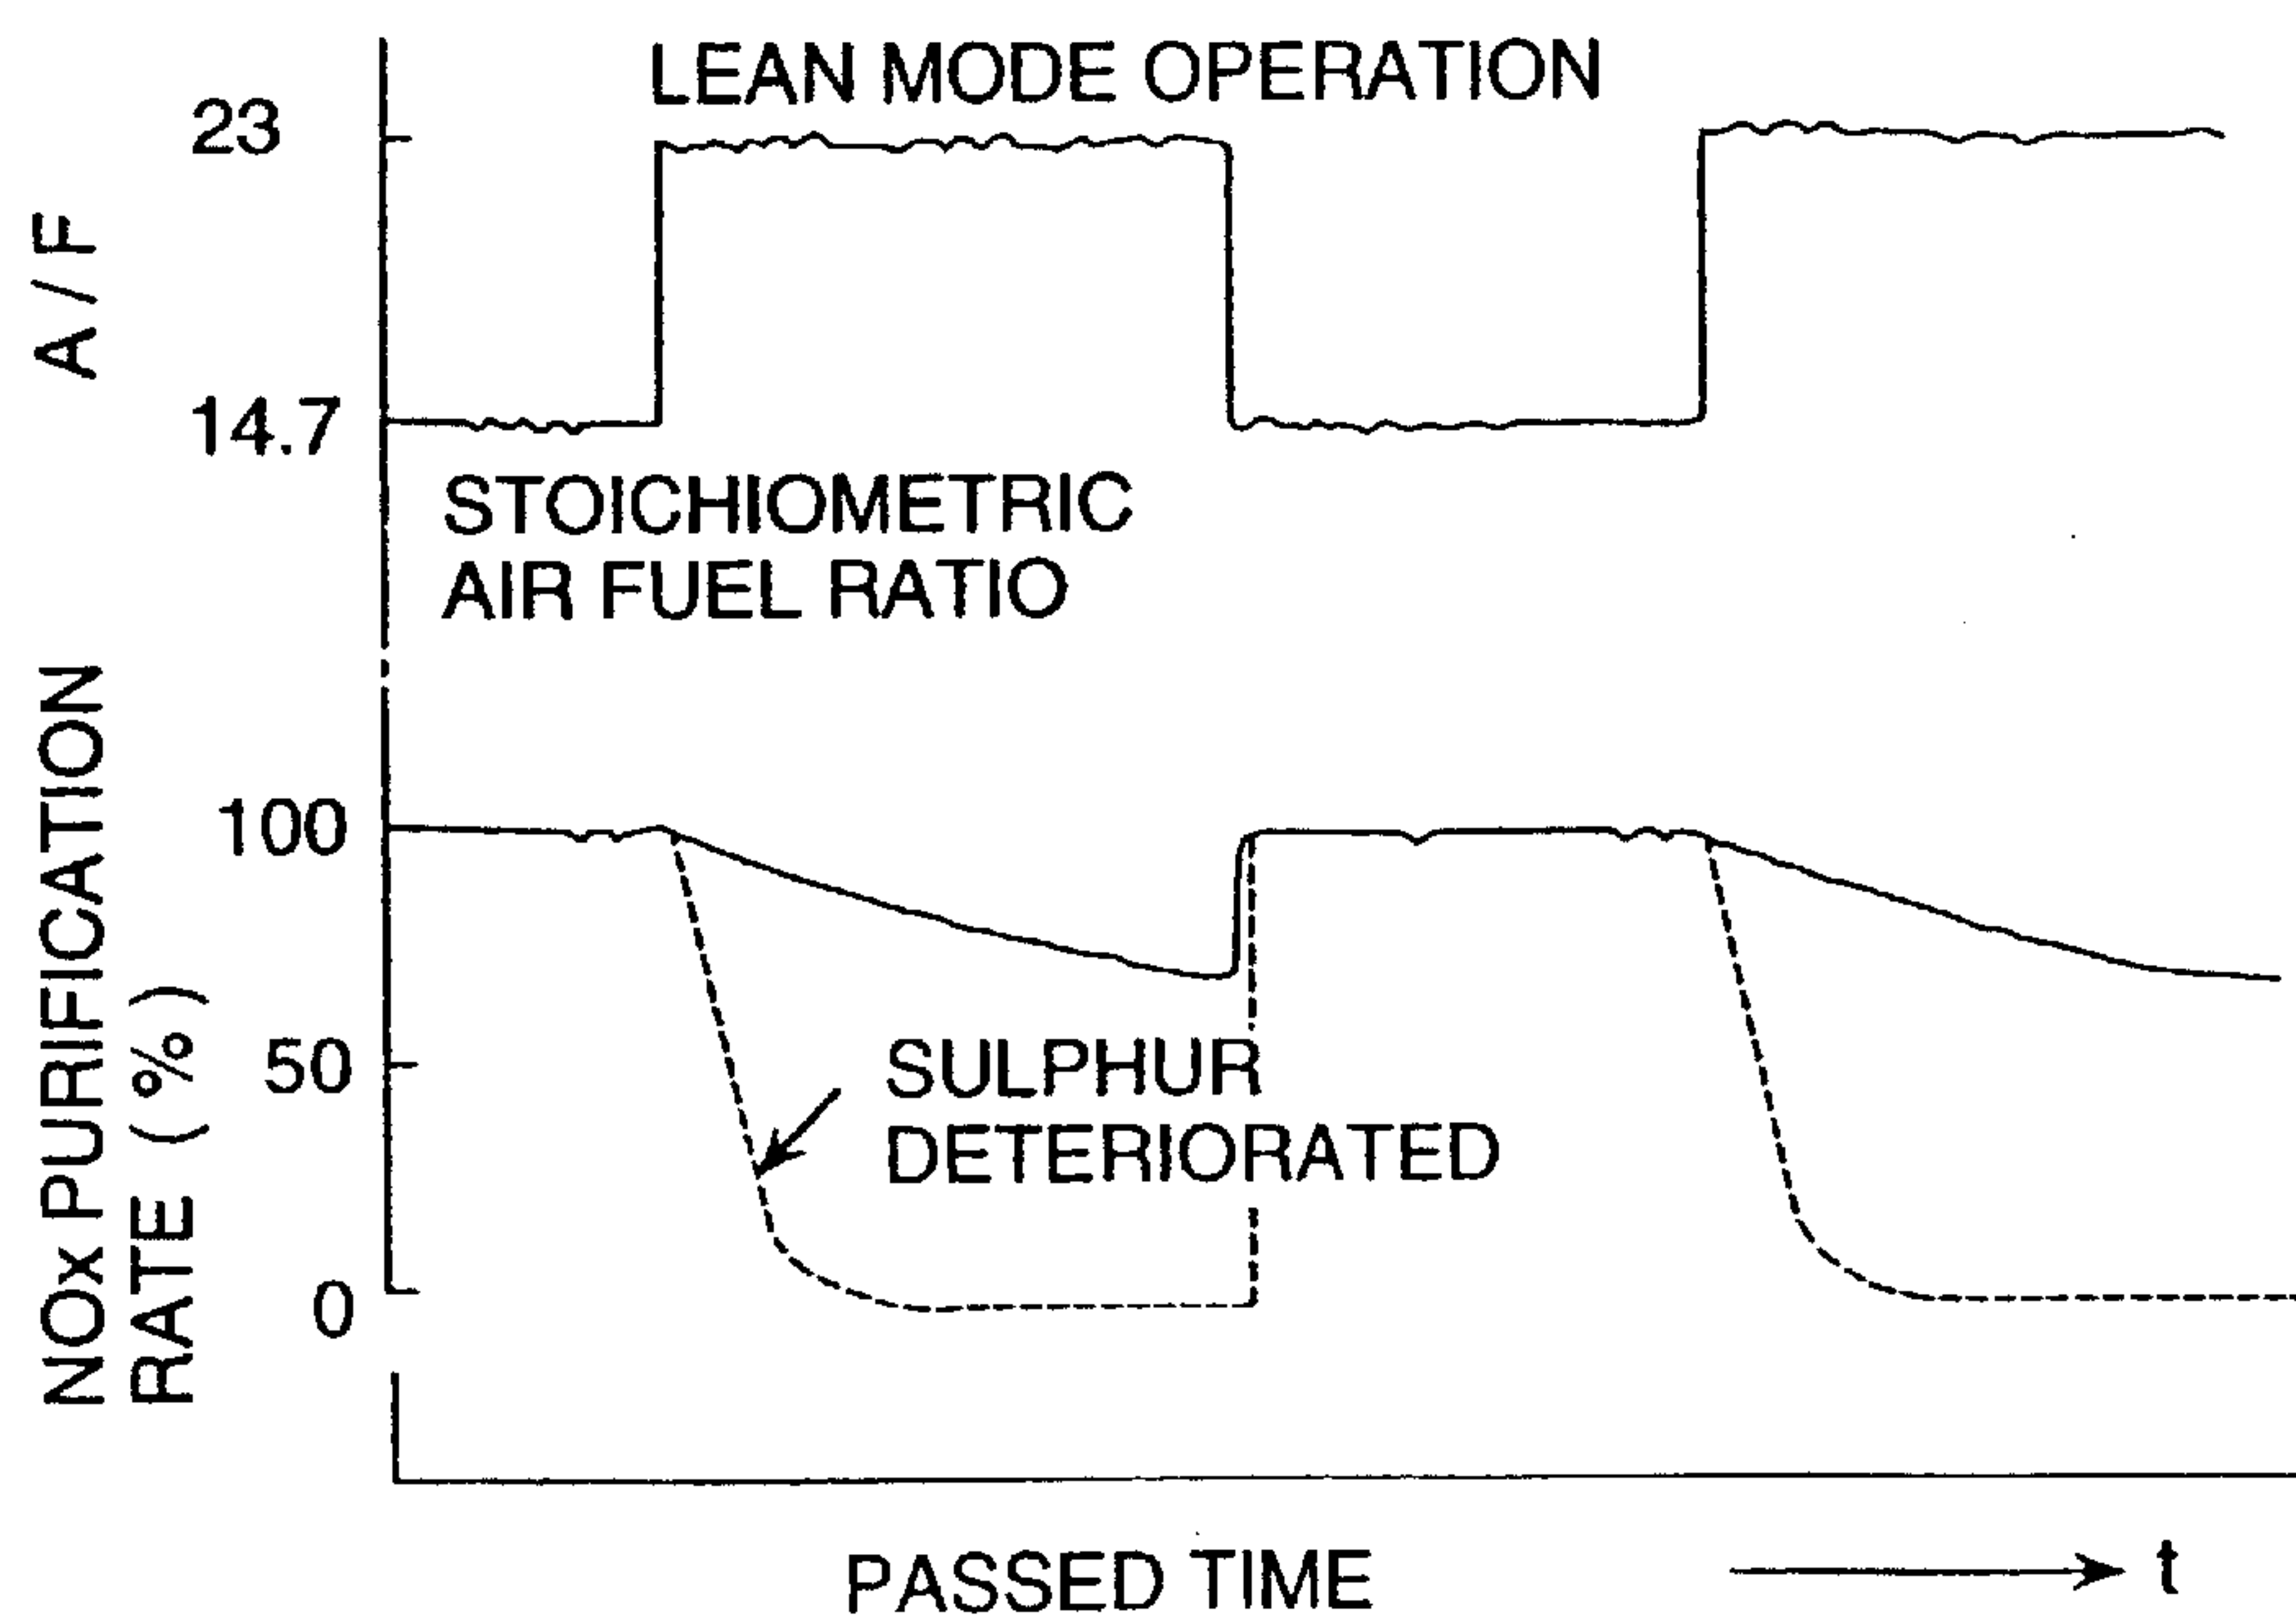 LEAN MODE OPERATION
23
A / F
14.7
STOICHIOMETRIC
AIR FUEL RATIO
NOx PURIFICATION
RATE (%)
100
50
0
SULPHUR
DETERIORATED
PASSED TIME
t